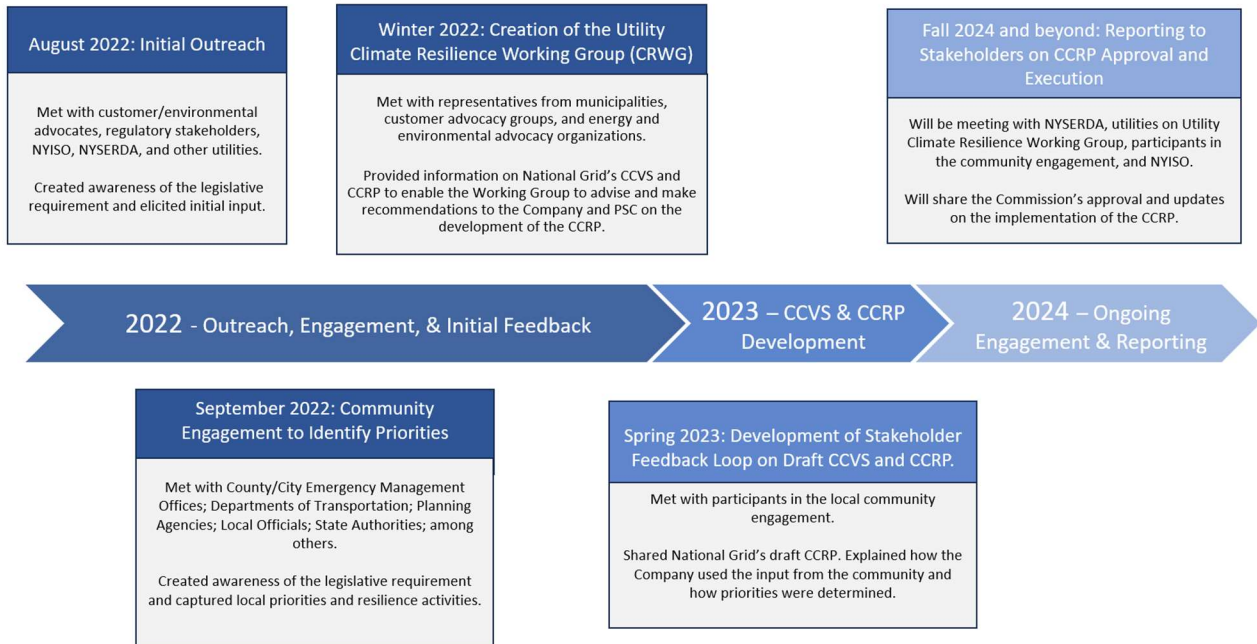 August 2022: Initial Outreach
Met with customer/environmental
advocates, regulatory stakeholders,
NYISO, NYSERDA, and other utilities.
Created awareness of the legislative
requirement and elicited initial input.
Winter 2022: Creation of the Utility
Climate Resilience Working Group (CRWG)
Met with representatives from municipalities,
customer advocacy groups, and energy and
environmental advocacy organizations.
Provided information on National Grid's CCVS and
CCRP to enable the Working Group to advise and make
recommendations to the Company and PSC on the
development of the CCRP.
Fall 2024 and beyond: Reporting to
Stakeholders on CCRP Approval and
Execution
Will be meeting with NYSERDA, utilities on Utility
Climate Resilience Working Group, participants in
the community engagement, and NYISO.
Will share the Commission's approval and updates
on the implementation of the CCRP.
2022 - Outreach, Engagement, & Initial Feedback
2023 – CCVS & CCRP
Development
2024 – Ongoing
Engagement & Reporting
September 2022: Community
Engagement to Identify Priorities
Met with County/City Emergency Management
Offices; Departments of Transportation; Planning
Agencies; Local Officials; State Authorities; among
others.
Created awareness of the legislative requirement
and captured local priorities and resilience activities.
Spring 2023: Development of Stakeholder
Feedback Loop on Draft CCVS and CCRP.
Met with participants in the local community
engagement.
Shared National Grid's draft CCRP. Explained how the
Company used the input from the community and
how priorities were determined.